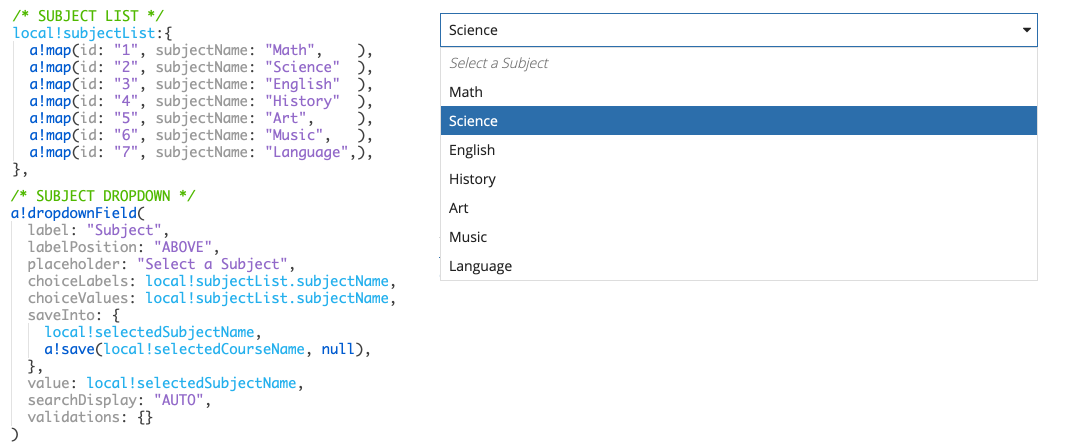 /* SUBJECT LIST */
local!subjectList:{
  a!map(id: "1", subjectName: "Math",    ),
  a!map(id: "2", subjectName: "Science"  ),
  a!map(id: "3", subjectName: "English"  ),
  a!map(id: "4", subjectName: "History"  ),
  a!map(id: "5", subjectName: "Art",     ),
  a!map(id: "6", subjectName: "Music",   ),
  a!map(id: "7", subjectName: "Language",),
},
/* SUBJECT DROPDOWN */
a!dropdownField(
  label: "Subject",
  labelPosition: "ABOVE",
  placeholder: "Select a Subject",
  choiceLabels: local!subjectList.subjectName,
  choiceValues: local!subjectList.subjectName,
  saveInto: {
    local!selectedSubjectName,
    a!save(local!selectedCourseName, null),
  },
  value: local!selectedSubjectName,
  searchDisplay: "AUTO",
  validations: {}
)
Science
Select a Subject
Math
Science
English
History
Art
Music
Language